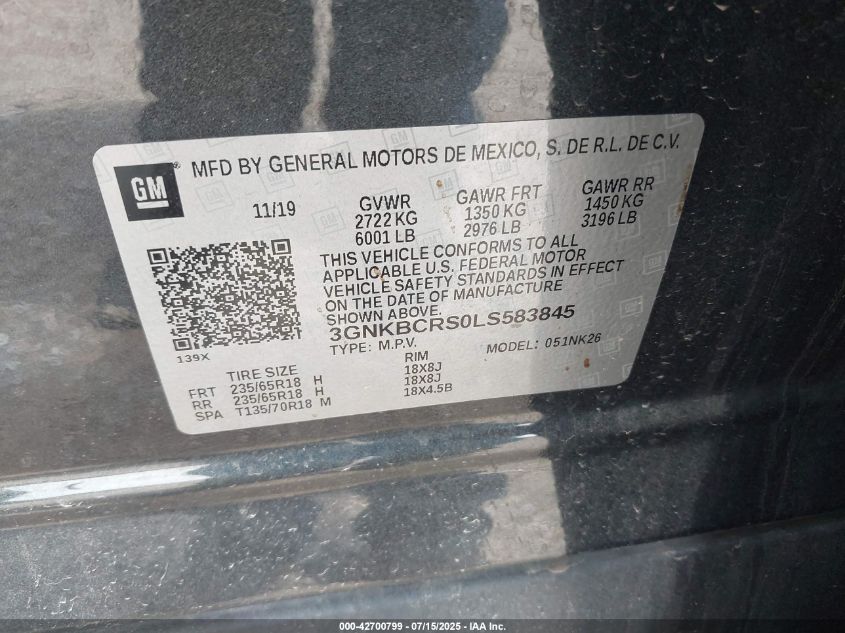 GM ® MFD BY GENERAL MOTORS DE MEXICO, S. DE R.L. DE C.V.
11/19 GVWR GAWR FRT GAWR RR
2722 KG 1350 KG 1450 KG
6001 LB 2976 LB 3196 LB
THIS VEHICLE CONFORMS TO ALL
APPLICABLE U.S. FEDERAL MOTOR
VEHICLE SAFETY STANDARDS IN EFFECT
ON THE DATE OF MANUFACTURE
SHOWN ABOVE.
3GNKBCRS0LS583845
139X TYPE: M.P.V. MODEL: 051NK26
TIRE SIZE RIM
FRT 235/65R18 H 18X8J
RR 235/65R18 H 18X8J
SPA T135/70R18 M 18X4.5B
000-42700799 - 07/15/2025 - IAA Inc.